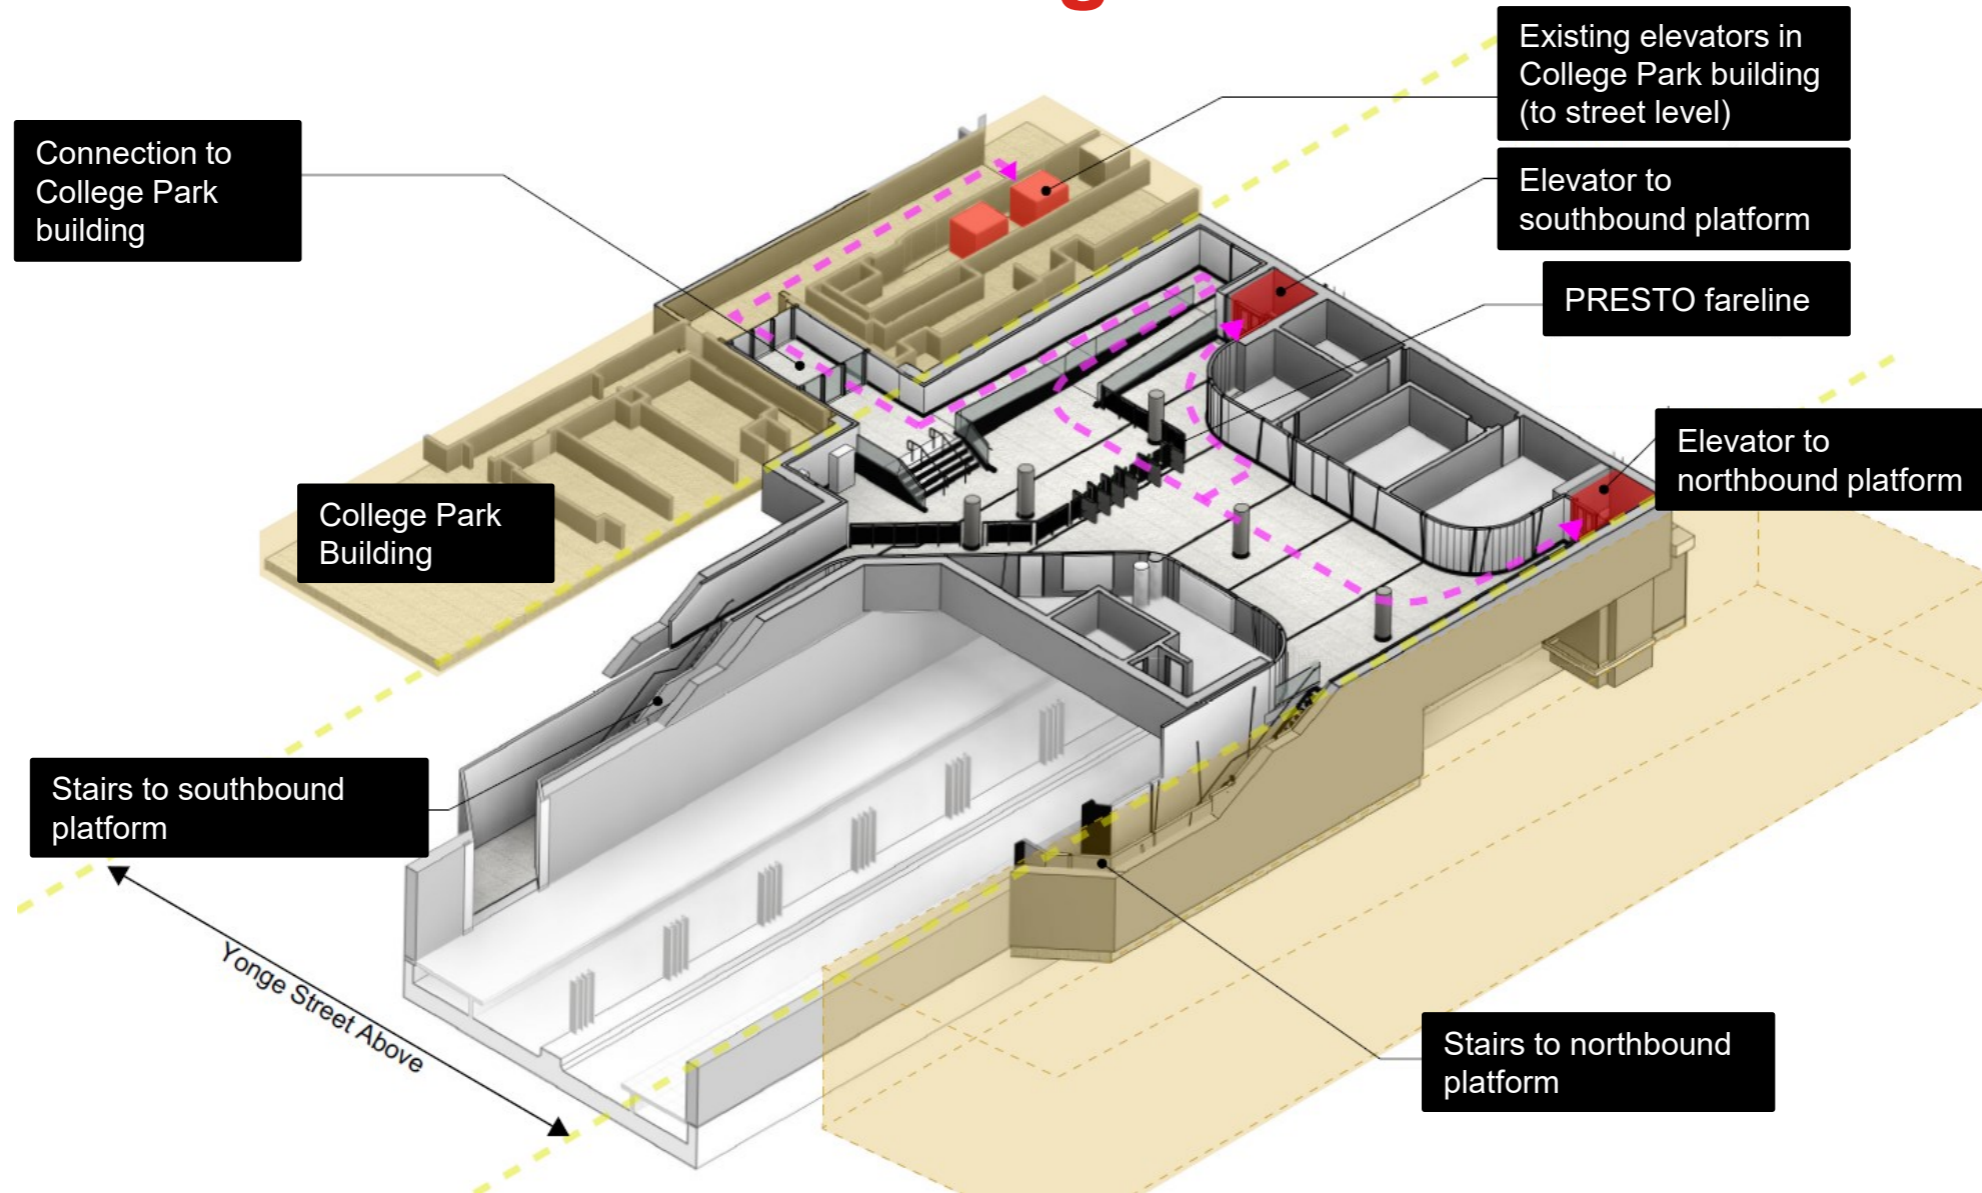 Existing elevators in
College Park building
(to street level)
Connection to
College Park
building
Elevator to
southbound platform
PRESTO fareline
Elevator to
northbound platform
College Park
Building
Stairs to southbound
platform
Yonge Street Above
Stairs to northbound
platform